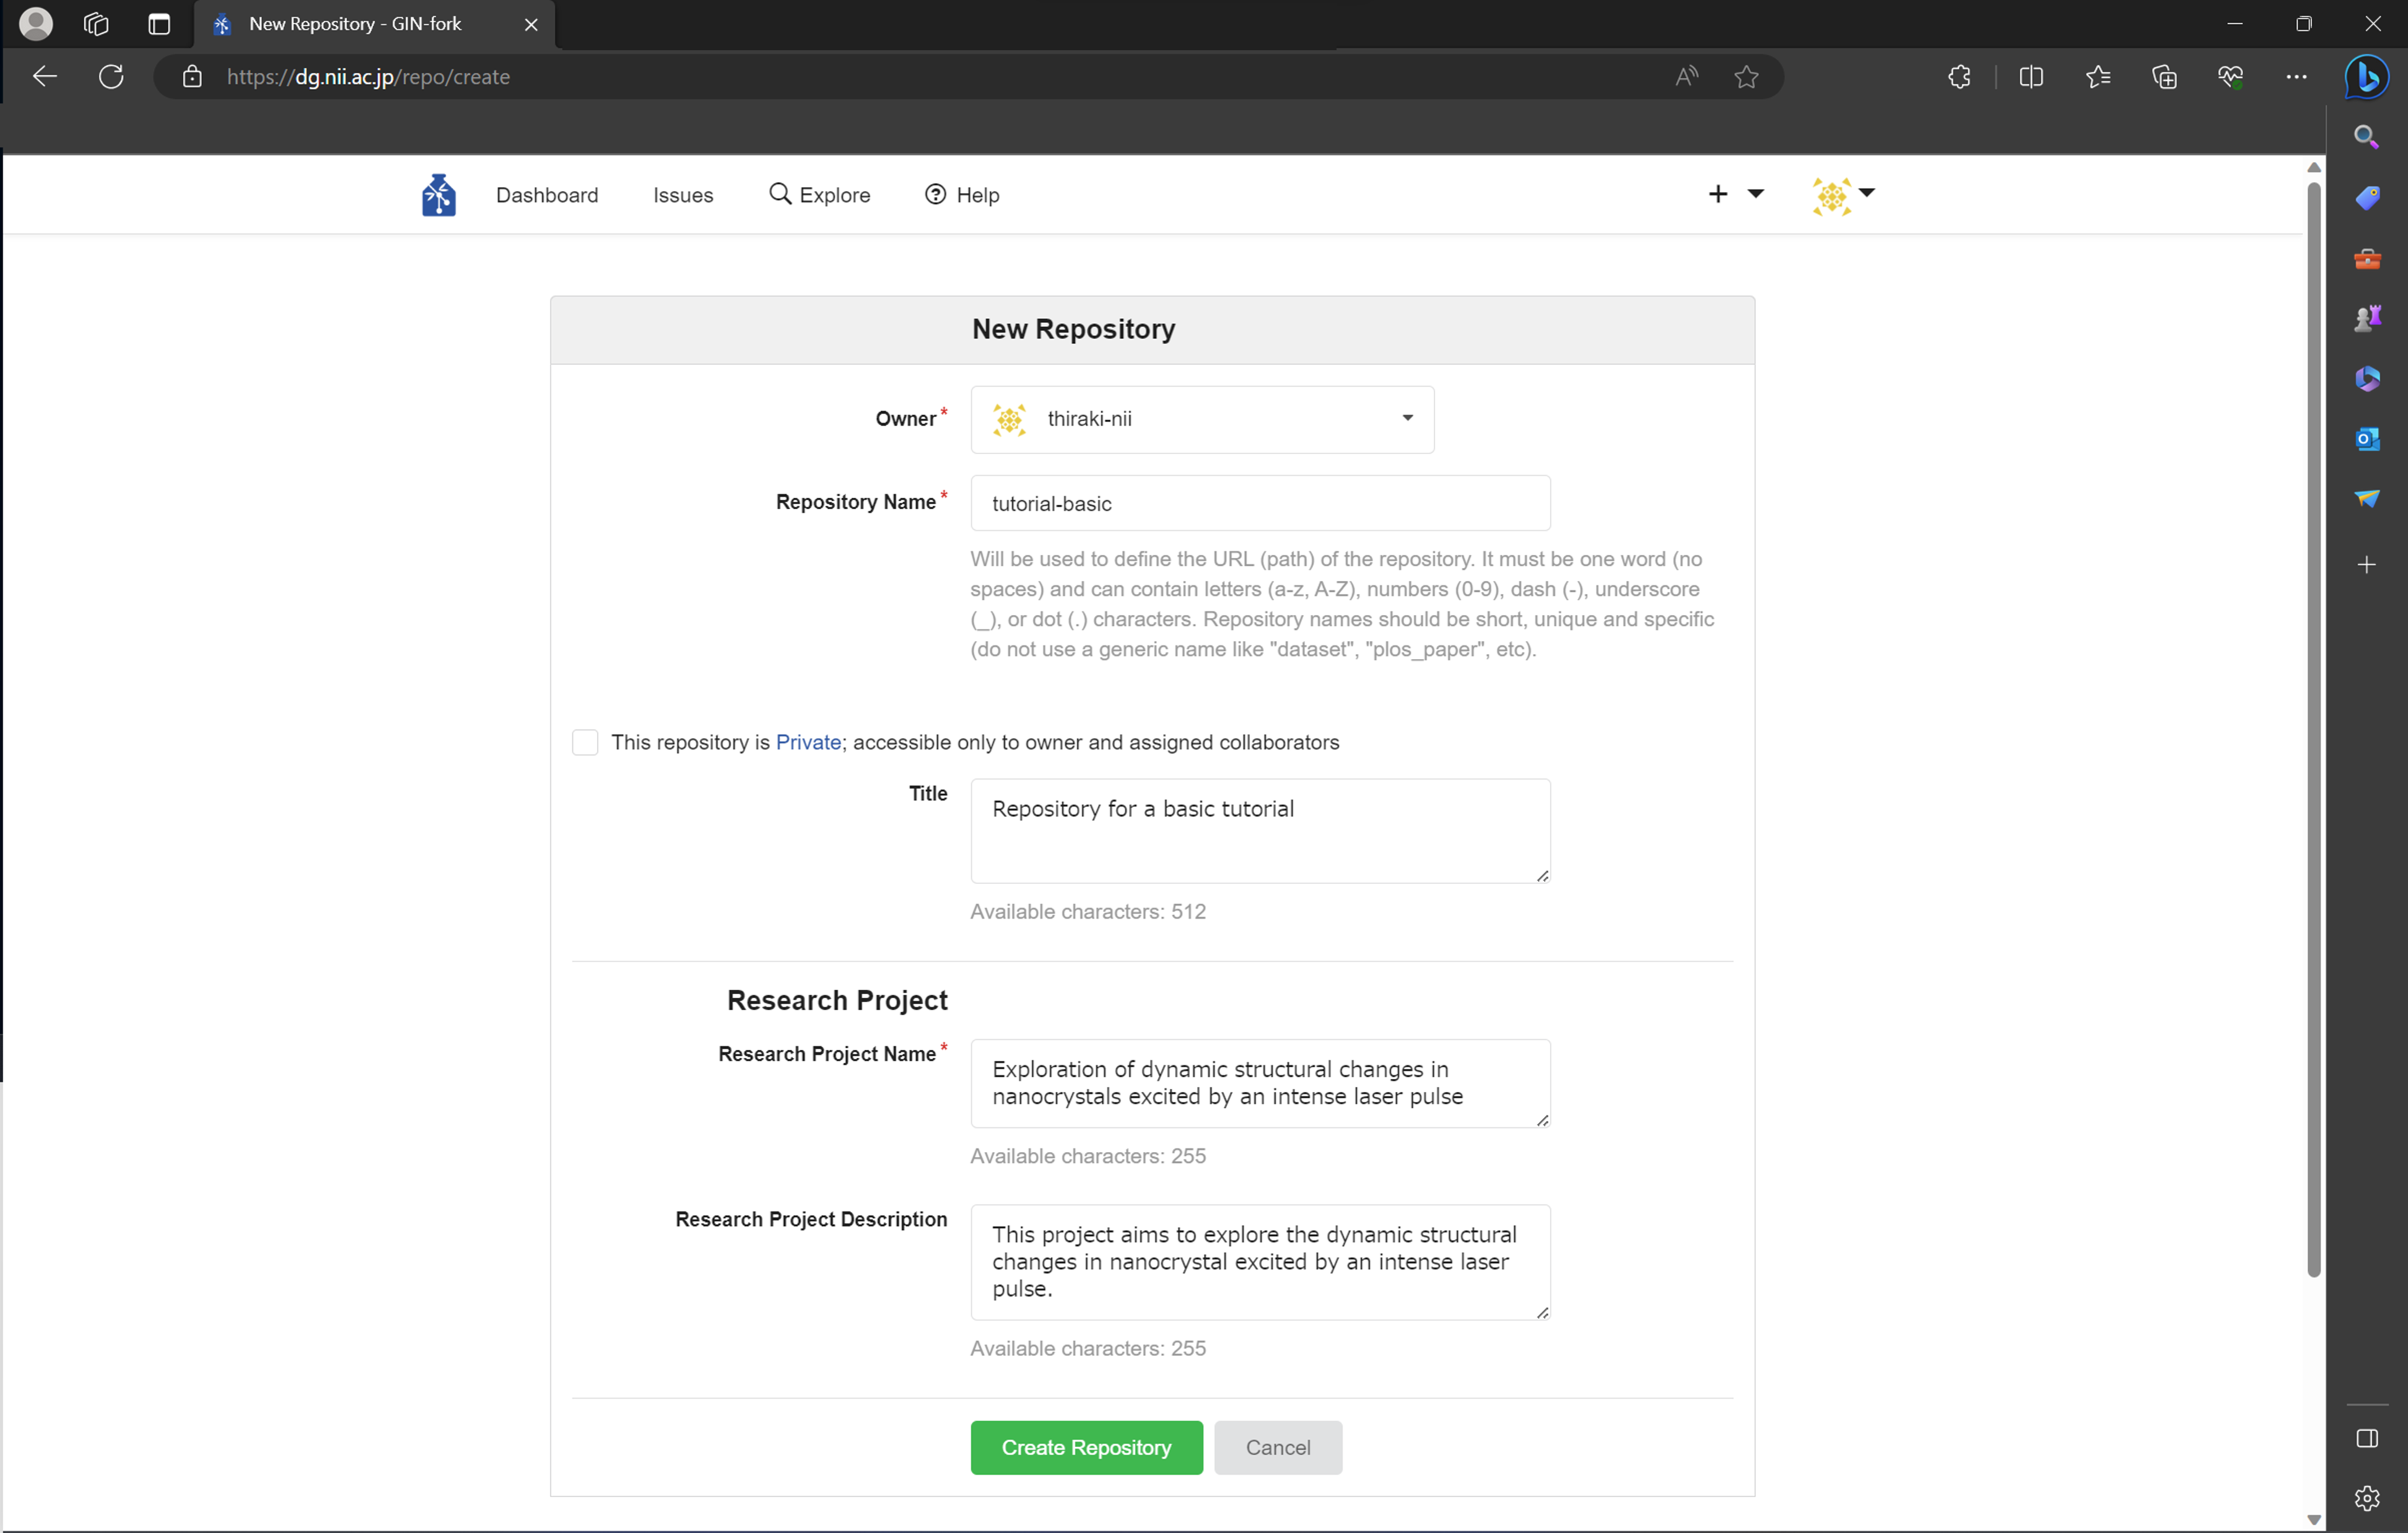 New Repository - GIN-fork
https://dg.nii.ac.jp/repo/create
Dashboard
Issues
Explore
Help
New Repository
Owner*
thiraki-nii
Repository Name*
tutorial-basic
Will be used to define the URL (path) of the repository. It must be one word (no
spaces) and can contain letters (a-z, A-Z), numbers (0-9), dash (-), underscore
(_), or dot (.) characters. Repository names should be short, unique and specific
(do not use a generic name like "dataset", "plos_paper", etc).
This repository is Private; accessible only to owner and assigned collaborators
Title
Repository for a basic tutorial
Available characters: 512
Research Project
Research Project Name*
Exploration of dynamic structural changes in
nanocrystals excited by an intense laser pulse
Available characters: 255
Research Project Description
This project aims to explore the dynamic structural
changes in nanocrystal excited by an intense laser
pulse.
Available characters: 255
Create Repository
Cancel